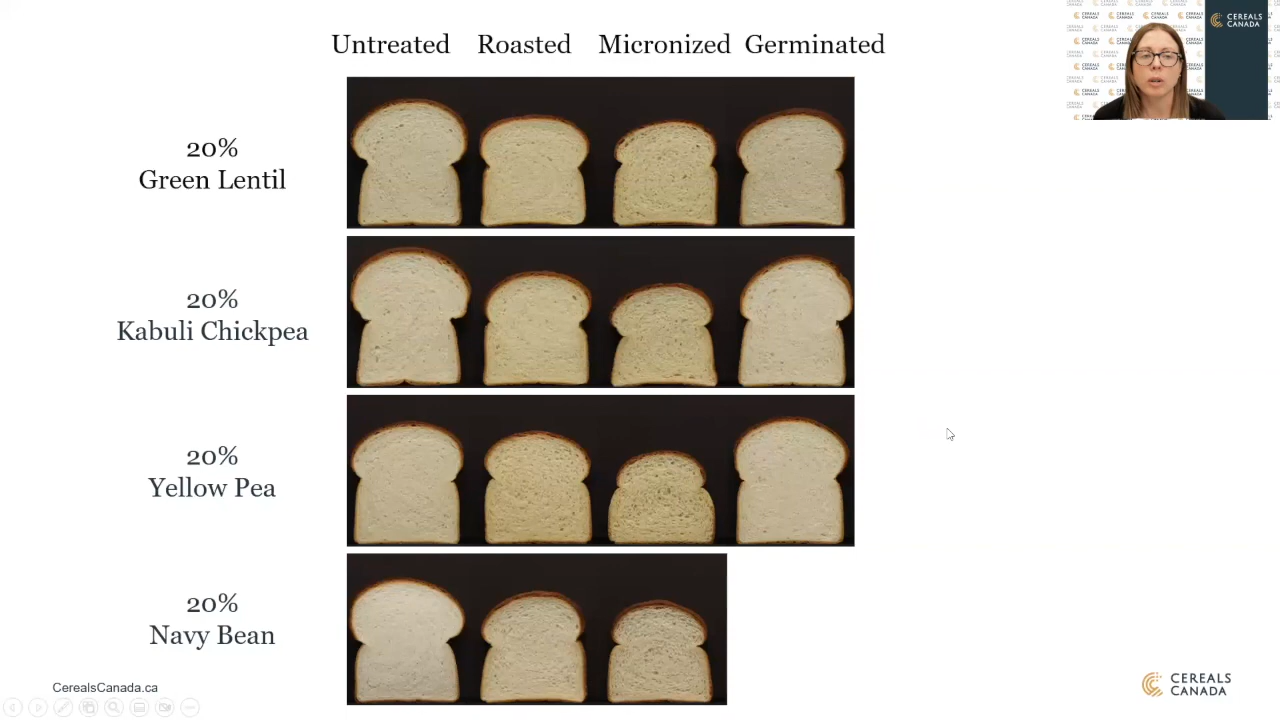 Untreated Roasted Micronized Germinated
20%
Green Lentil
20%
Kabuli Chickpea
20%
Yellow Pea
20%
Navy Bean
CerealsCanada.ca
CEREALS
CANADA
CEREALS
CANADA